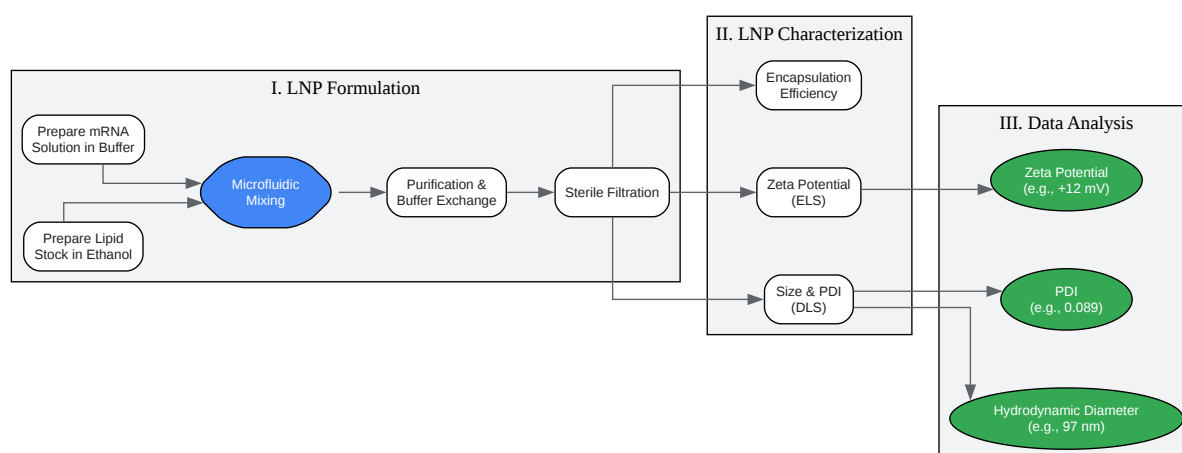 I. LNP Formulation
Prepare mRNA
Solution in Buffer
Prepare Lipid
Stock in Ethanol
Microfluidic
Mixing
Purification &
Buffer Exchange
Sterile Filtration
II. LNP Characterization
Encapsulation
Efficiency
Zeta Potential
(ELS)
Size & PDI
(DLS)
III. Data Analysis
Zeta Potential
(e.g., +12 mV)
PDI
(e.g., 0.089)
Hydrodynamic Diameter
(e.g., 97 nm)